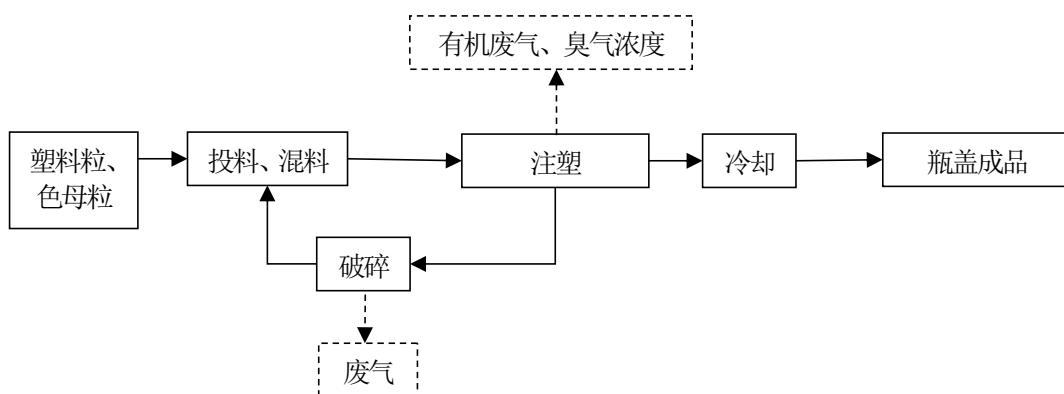 有机废气、臭气浓度
塑料粒、
色母粒
投料、混料
注塑
冷却
瓶盖成品
破碎
废气